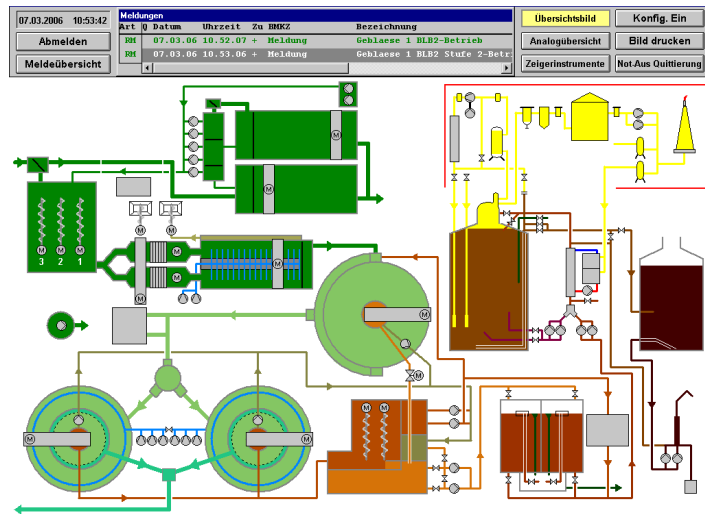 07.03.2006 10:53:42
Abmelden
Meldeübersicht
Meldungen
Art Q Datum Uhrzeit Zu BMKZ Bezeichnung
RM 07.03.06 10.52.07 + Meldung Geblaese 1 BLB2-Betrieb
RM 07.03.06 10.53.06 + Meldung Geblaese 1 BLB2 Stufe 2-Betr
Übersichtsbild
Konfig. Ein
Analogübersicht
Bild drucken
Zeigerinstrumente
Not-Aus Quittierung
M
M
M M M
3 2 1
M M
M
M
M
M
M
M
M M
M
M